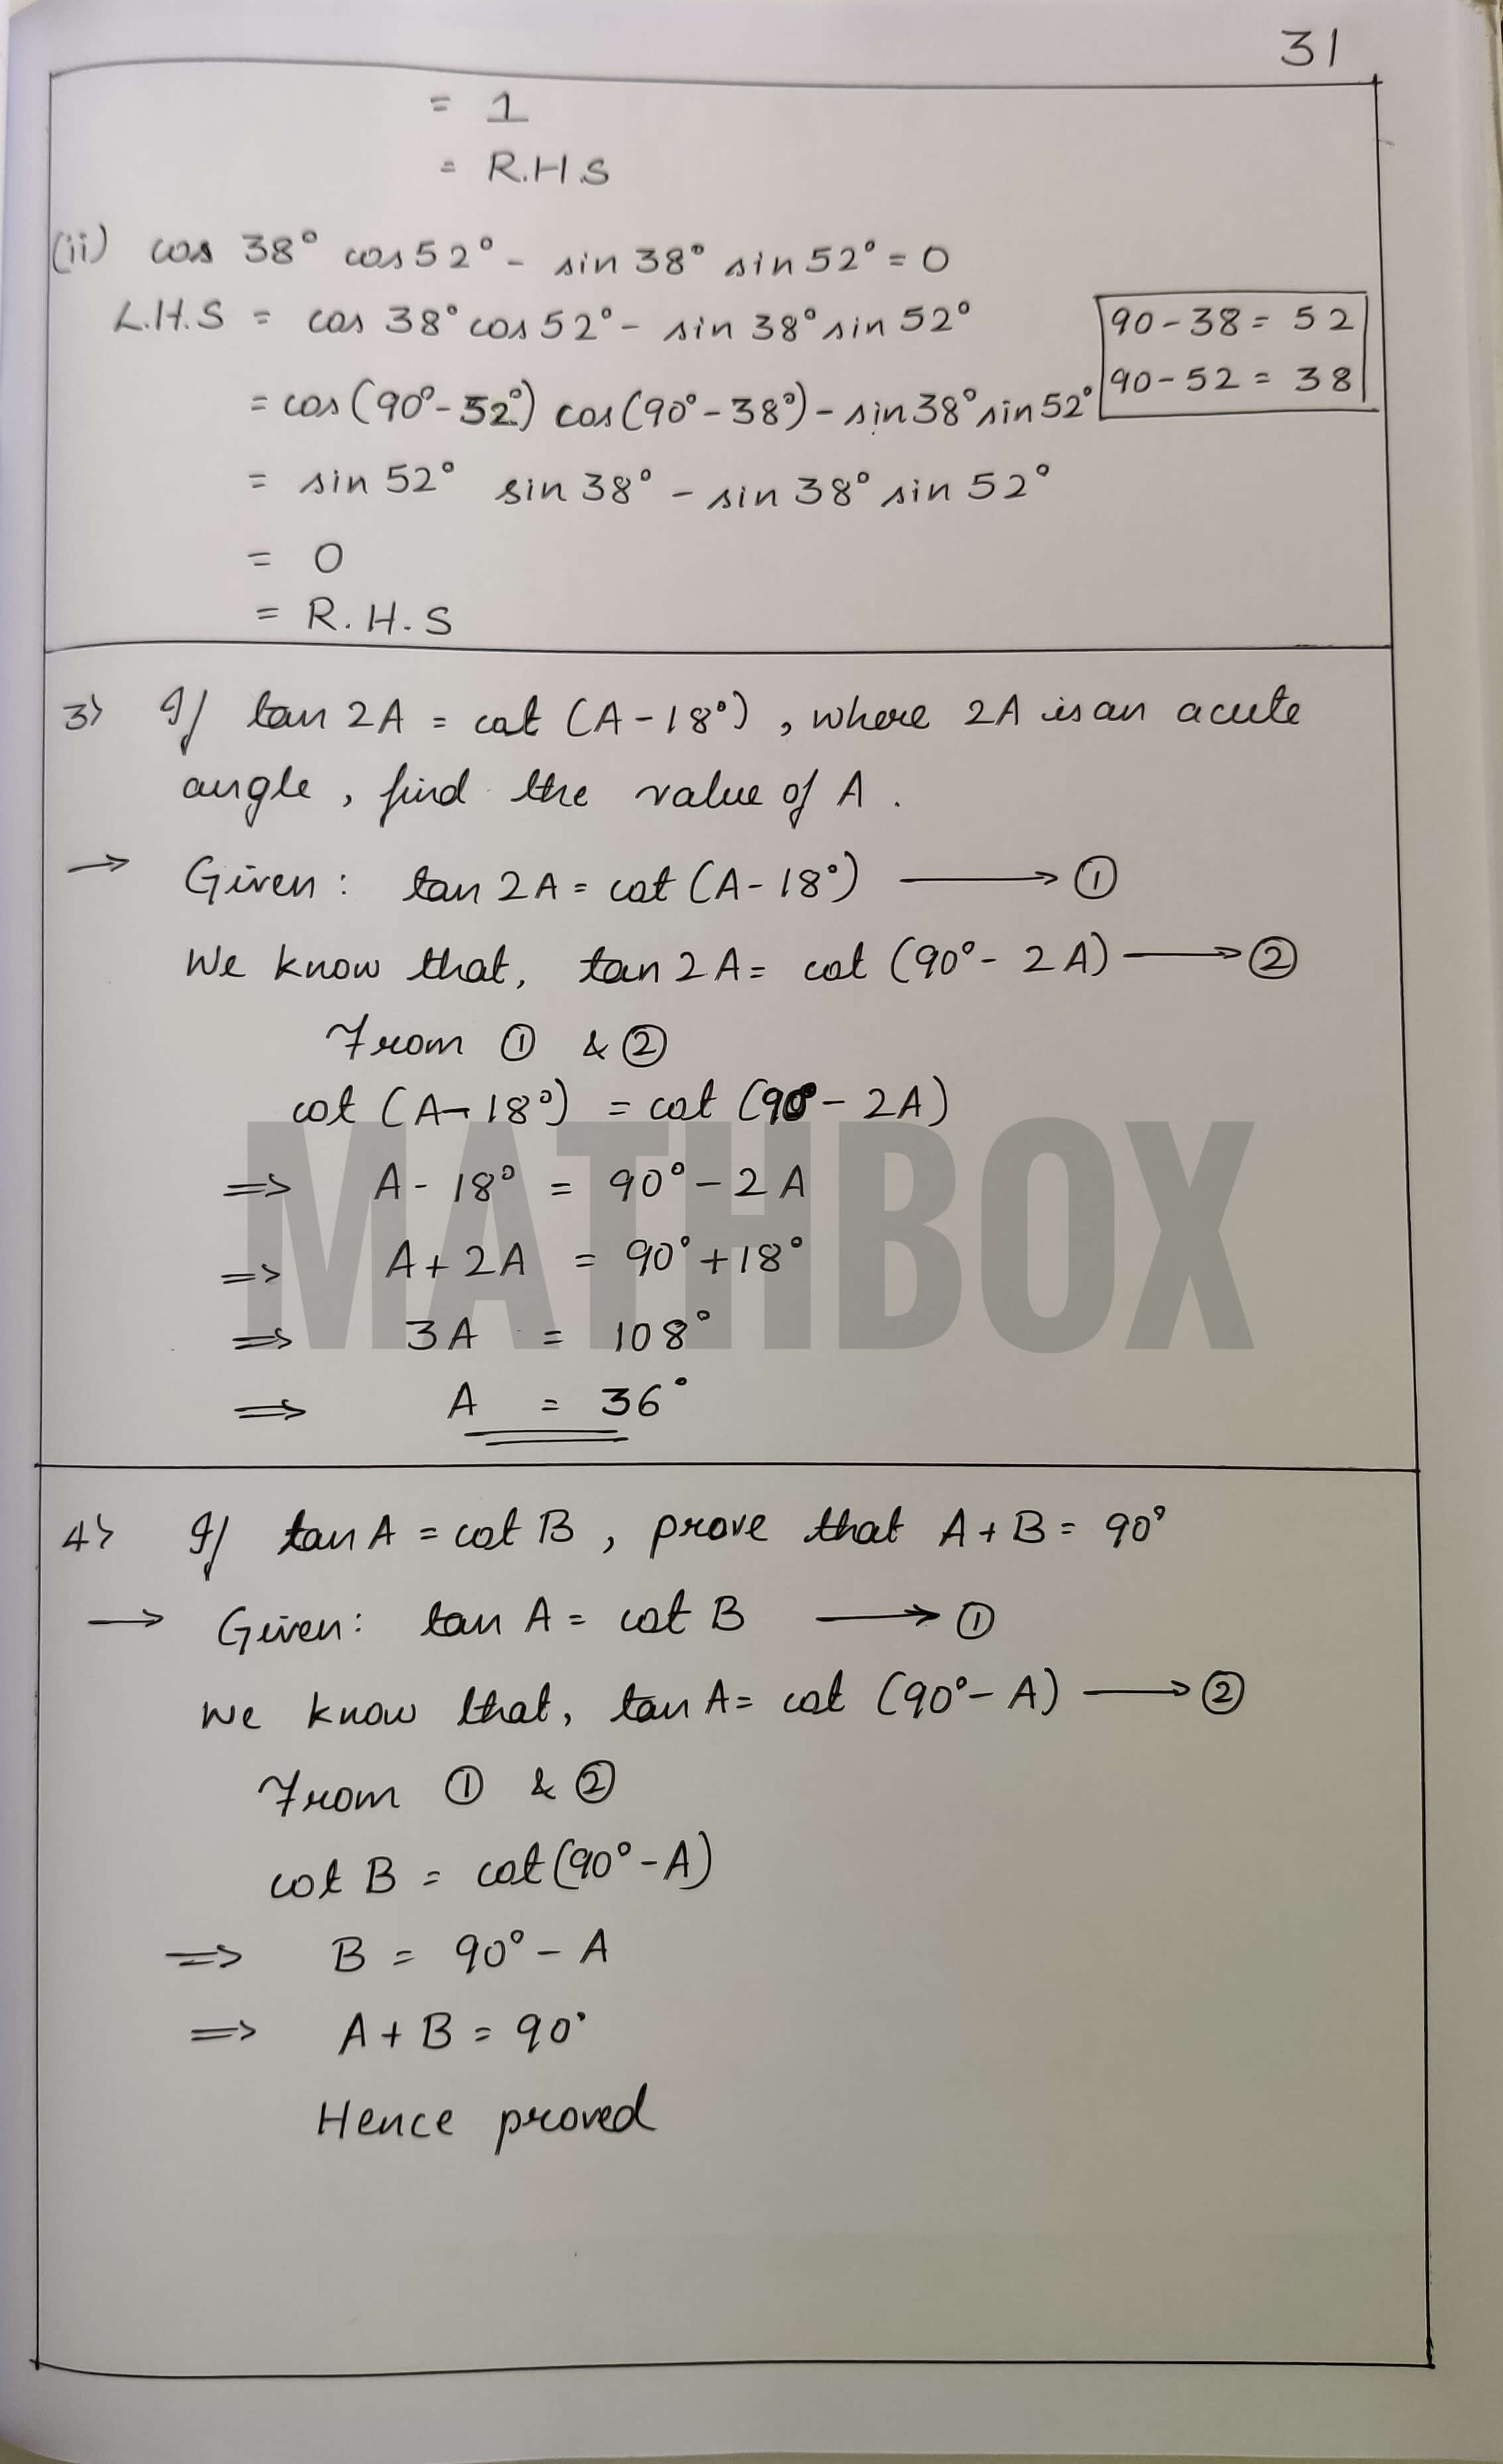 31
= 1
= R.H.S
(ii) cos 38° cos 52° - sin 38° sin 52° = 0
L.H.S = cos 38° cos 52° - sin 38° sin 52°
90 - 38 = 52
90 - 52 = 38
= cos (90° - 52°) cos (90° - 38°) - sin 38° sin 52°
= sin 52° sin 38° - sin 38° sin 52°
= 0
= R.H.S
3> If tan 2A = cot (A - 18°), where 2A is an acute
angle, find the value of A.
→ Given: tan 2A = cot (A - 18°) ⟶ ①
We know that, tan 2A = cot (90° - 2A) ⟶ ②
From ① & ②
cot (A - 18°) = cot (90° - 2A)
MATHBOX
=> A - 18° = 90° - 2A
=> A + 2A = 90° + 18°
=> 3A = 108°
=> A = 36°
4> If tan A = cot B, prove that A + B = 90°
→ Given: tan A = cot B ⟶ ①
We know that, tan A = cot (90° - A) ⟶ ②
From ① & ②
cot B = cot (90° - A)
=> B = 90° - A
=> A + B = 90°
Hence proved